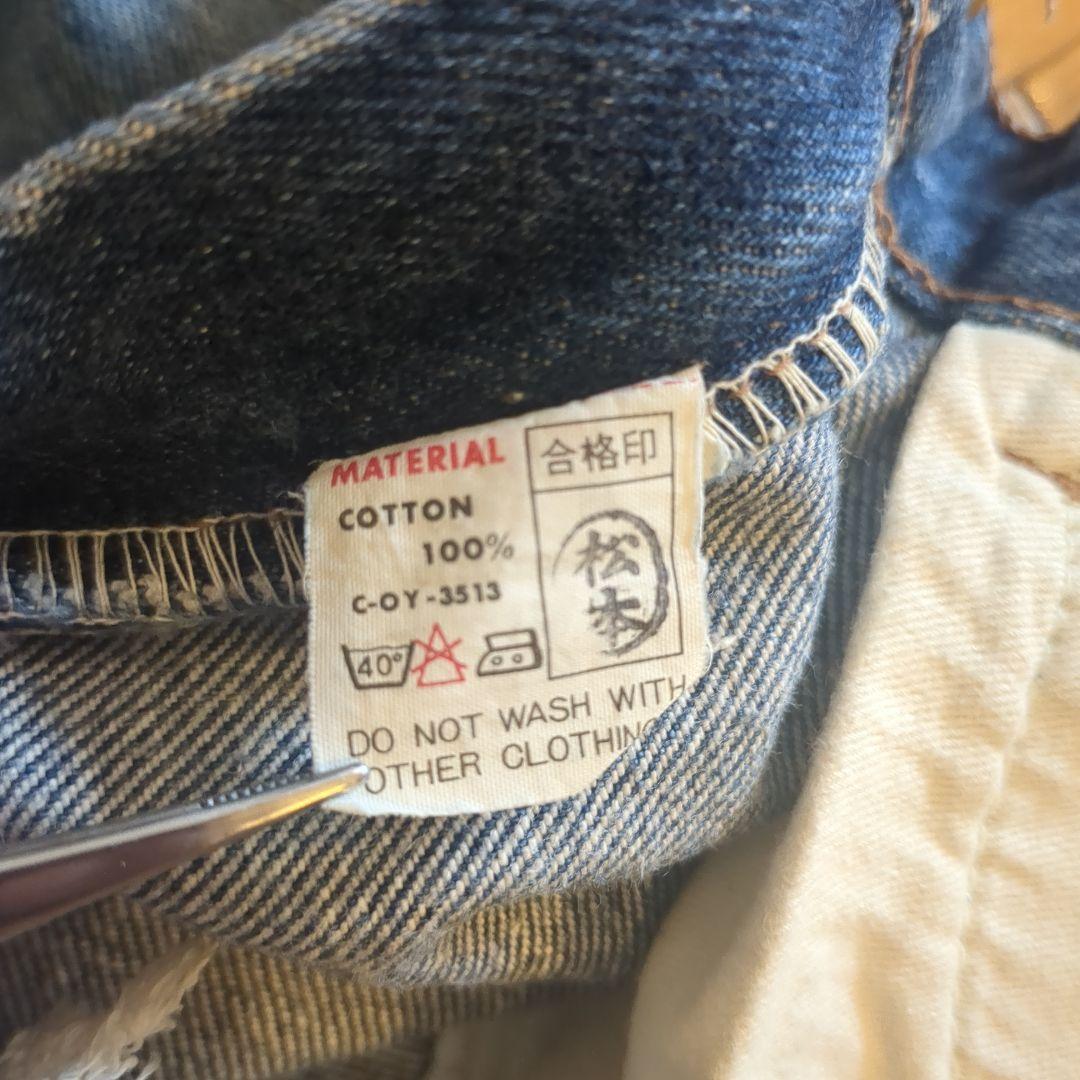 MATERIAL
COTTON
100%
C-OY-3513
40°
合格印
松
本
DO NOT WASH WITH
OTHER CLOTHING